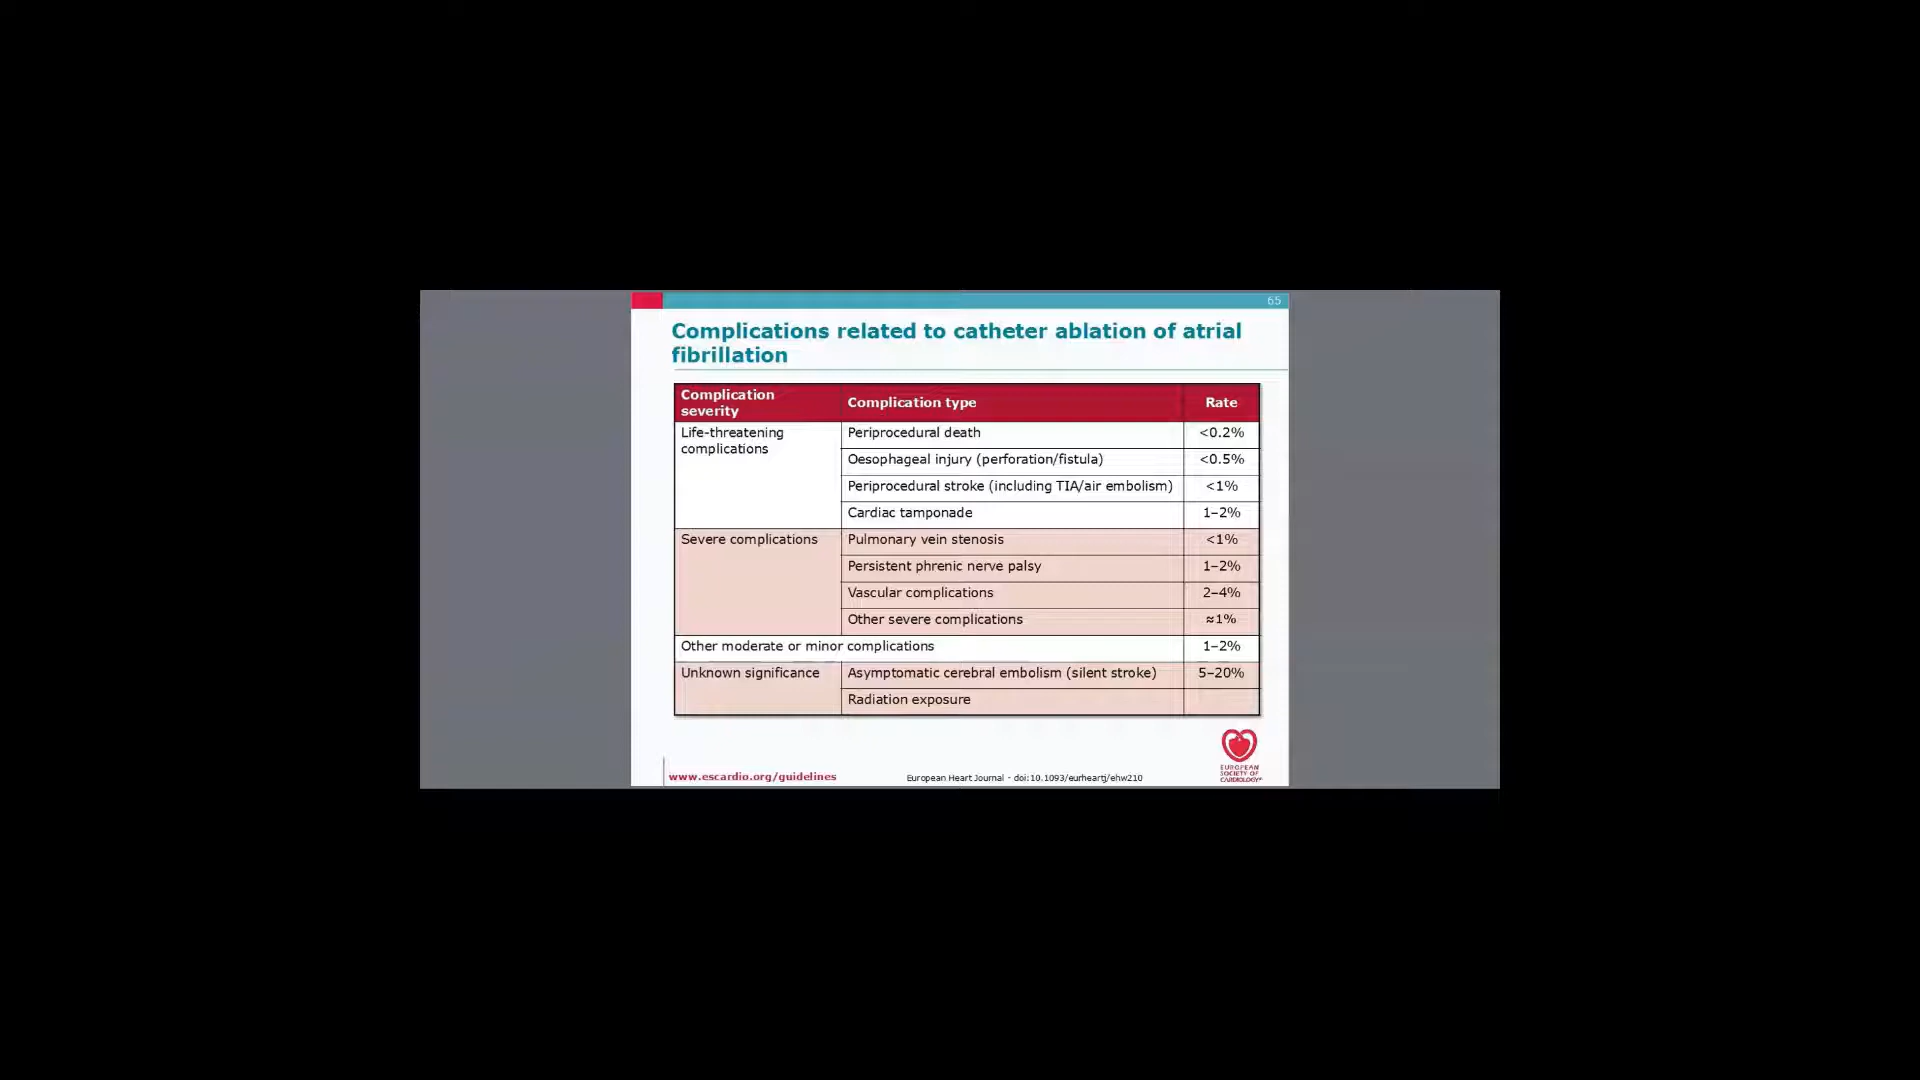 65
Complications related to catheter ablation of atrial
fibrillation
Complication severity Complication type Rate
Life-threatening complications Periprocedural death <0.2%
Oesophageal injury (perforation/fistula) <0.5%
Periprocedural stroke (including TIA/air embolism) <1%
Cardiac tamponade 1–2%
Severe complications Pulmonary vein stenosis <1%
Persistent phrenic nerve palsy 1–2%
Vascular complications 2–4%
Other severe complications ≈1%
Other moderate or minor complications 1–2%
Unknown significance Asymptomatic cerebral embolism (silent stroke) 5–20%
Radiation exposure
www.escardio.org/guidelines European Heart Journal - doi:10.1093/eurheartj/ehw210
EUROPEAN
SOCIETY OF
CARDIOLOGY®